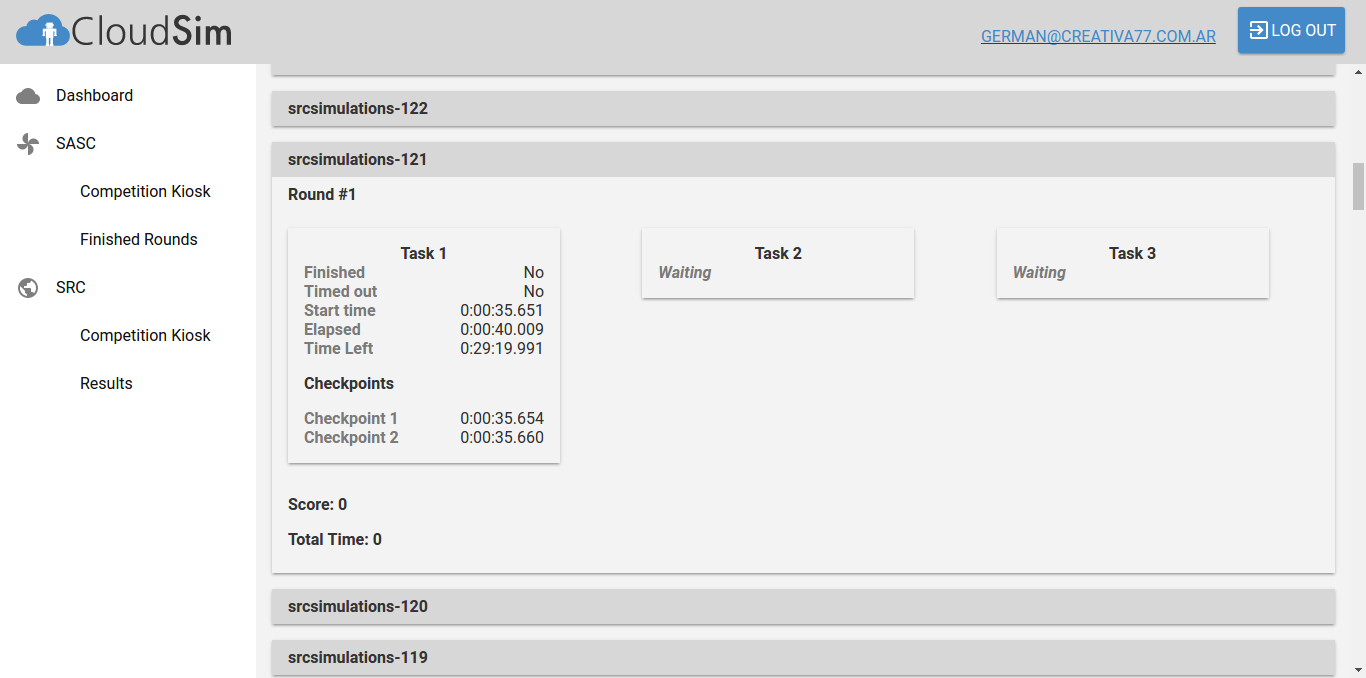 CloudSim
GERMAN@CREATIVA77.COM.AR
LOG OUT
Dashboard
SASC
Competition Kiosk
Finished Rounds
SRC
Competition Kiosk
Results
srcsimulations-122
srcsimulations-121
Round #1
Task 1
Finished No
Timed out No
Start time 0:00:35.651
Elapsed 0:00:40.009
Time Left 0:29:19.991
Checkpoints
Checkpoint 1 0:00:35.654
Checkpoint 2 0:00:35.660
Task 2
Waiting
Task 3
Waiting
Score: 0
Total Time: 0
srcsimulations-120
srcsimulations-119